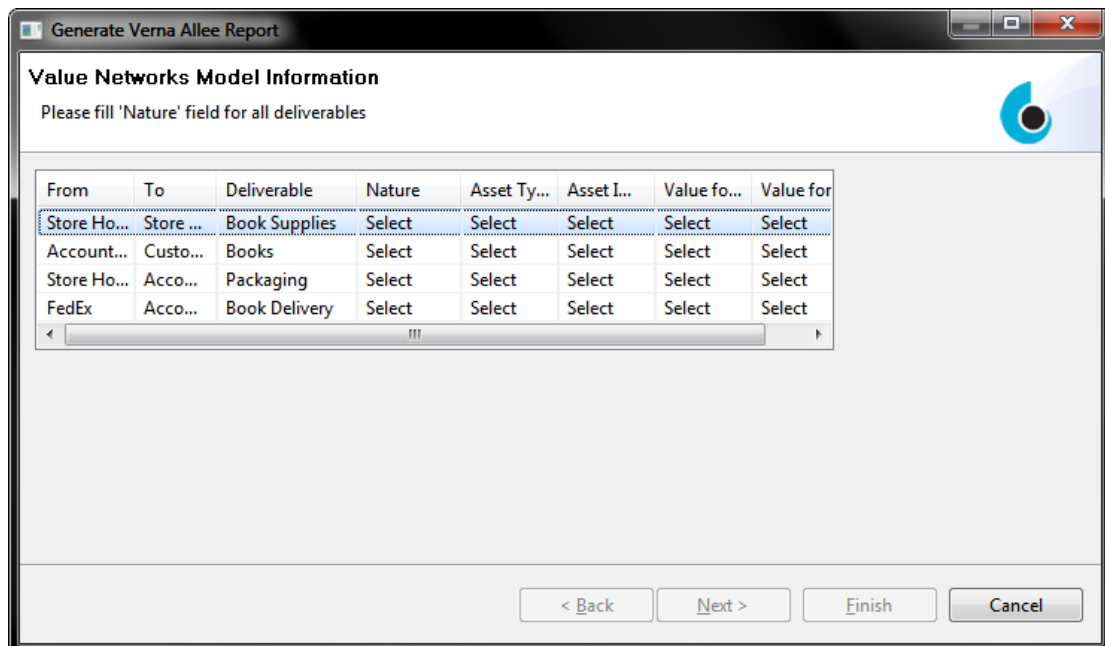 Generate Verna Allee Report
Value Networks Model Information
Please fill 'Nature' field for all deliverables
From To Deliverable Nature Asset Ty... Asset I... Value fo... Value for
Store Ho... Store ... Book Supplies Select Select Select Select Select
Account... Custo... Books Select Select Select Select Select
Store Ho... Acco... Packaging Select Select Select Select Select
FedEx Acco... Book Delivery Select Select Select Select Select
< Back Next > Finish Cancel